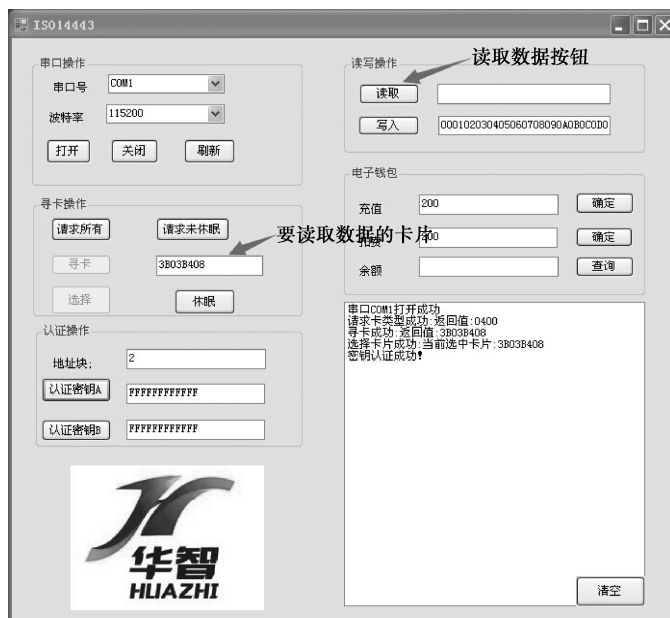 ISO14443
串口操作
串口号 COM1
波特率 115200
打开 关闭 刷新
寻卡操作
请求所有 请求未休眠
要读取数据的卡片
寻卡 3B03B408
选择 休眠
认证操作
地址块: 2
认证密钥A FFFFFFFFFFFF
认证密钥B FFFFFFFFFFFF
华智
HUAZHI
读写操作
读取数据按钮
读取
写入 000102030405060708090A0B0C0D0
电子钱包
充值 200 确定
确定
余额 查询
串口COM1打开成功
请求卡类型成功:返回值:0400
寻卡成功:返回值:3B03B408
选择卡片成功:当前选中卡片:3B03B408
密钥认证成功!
清空